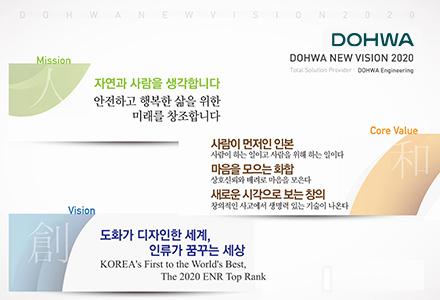 DOHWANEWVISION2020
DOHWA
DOHWA NEW VISION 2020
Total Solution Provider : DOHWA Engineering
Mission
人
자연과 사람을 생각합니다
안전하고 행복한 삶을 위한
미래를 창조합니다
Core Value
和
사람이 먼저인 인본
사람이 하는 일이고 사람을 위해 하는 일이다
마음을 모으는 화합
상호신뢰와 배려로 마음을 모은다
새로운 시각으로 보는 창의
창의적인 사고에서 생명력 있는 기술이 나온다
Vision
創
도화가 디자인한 세계,
인류가 꿈꾸는 세상
KOREA's First to the World's Best,
The 2020 ENR Top Rank